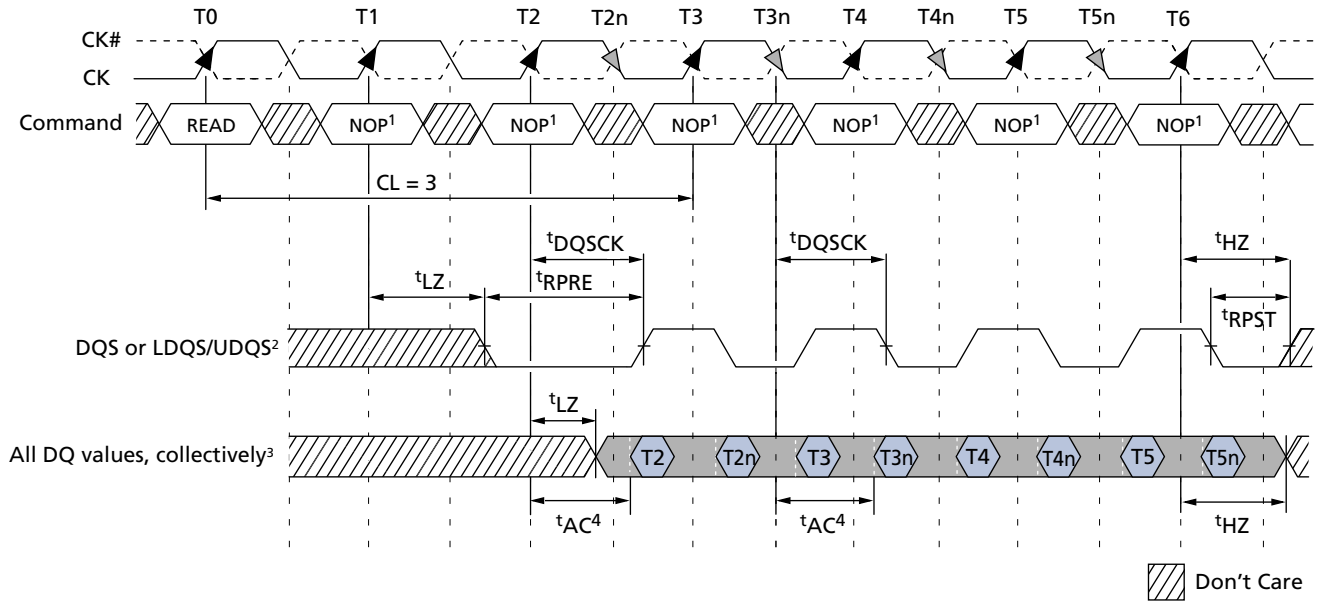 T0 T1 T2 T2n T3 T3n T4 T4n T5 T5n T6
CK#
CK
Command READ NOP¹ NOP¹ NOP¹ NOP¹ NOP¹ NOP¹
CL = 3
tDQSCK tDQSCK tHZ
tLZ tRPRE
tRPST
DQS or LDQS/UDQS²
tLZ
All DQ values, collectively³ T2 T2n T3 T3n T4 T4n T5 T5n
tAC⁴ tAC⁴ tHZ
Don't Care